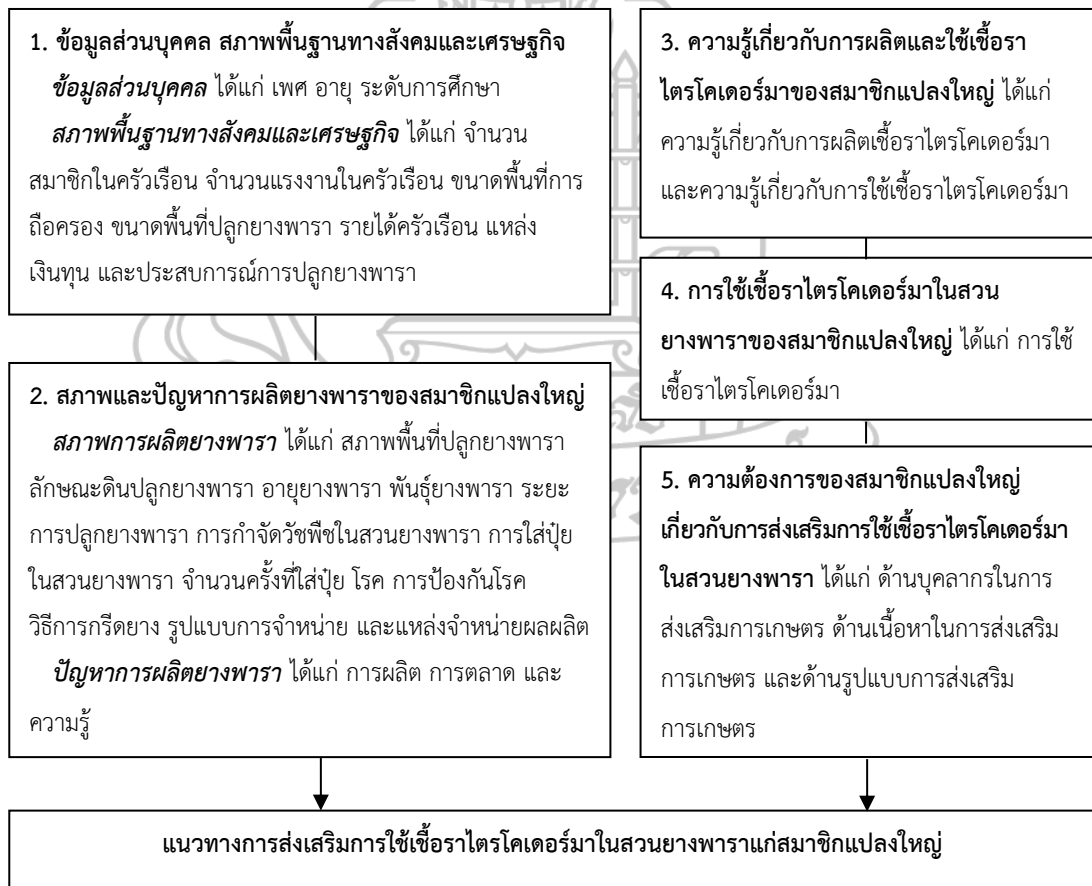 1. ข้อมูลส่วนบุคคล สภาพพื้นฐานทางสังคมและเศรษฐกิจ
ข้อมูลส่วนบุคคล ได้แก่ เพศ อายุ ระดับการศึกษา
สภาพพื้นฐานทางสังคมและเศรษฐกิจ ได้แก่ จำนวน
สมาชิกในครัวเรือน จำนวนแรงงานในครัวเรือน ขนาดพื้นที่การ
ถือครอง ขนาดพื้นที่ปลูกยางพารา รายได้ครัวเรือน แหล่ง
เงินทุน และประสบการณ์การปลูกยางพารา
2. สภาพและปัญหาการผลิตยางพาราของสมาชิกแปลงใหญ่
สภาพการผลิตยางพารา ได้แก่ สภาพพื้นที่ปลูกยางพารา
ลักษณะดินปลูกยางพารา อายุยางพารา พันธุ์ยางพารา ระยะ
การปลูกยางพารา การกำจัดวัชพืชในสวนยางพารา การใส่ปุ๋ย
ในสวนยางพารา จำนวนครั้งที่ใส่ปุ๋ย โรค การป้องกันโรค
วิธีการกรีดยาง รูปแบบการจำหน่าย และแหล่งจำหน่ายผลผลิต
ปัญหาการผลิตยางพารา ได้แก่ การผลิต การตลาด และ
ความรู้
3. ความรู้เกี่ยวกับการผลิตและใช้เชื้อรา
ไตรโคเดอร์มาของสมาชิกแปลงใหญ่ ได้แก่
ความรู้เกี่ยวกับการผลิตเชื้อราไตรโคเดอร์มา
และความรู้เกี่ยวกับการใช้เชื้อราไตรโคเดอร์มา
4. การใช้เชื้อราไตรโคเดอร์มาในสวน
ยางพาราของสมาชิกแปลงใหญ่ ได้แก่ การใช้
เชื้อราไตรโคเดอร์มา
5. ความต้องการของสมาชิกแปลงใหญ่
เกี่ยวกับการส่งเสริมการใช้เชื้อราไตรโคเดอร์มา
ในสวนยางพารา ได้แก่ ด้านบุคลากรในการ
ส่งเสริมการเกษตร ด้านเนื้อหาในการส่งเสริม
การเกษตร และด้านรูปแบบการส่งเสริม
การเกษตร
แนวทางการส่งเสริมการใช้เชื้อราไตรโคเดอร์มาในสวนยางพาราแก่สมาชิกแปลงใหญ่